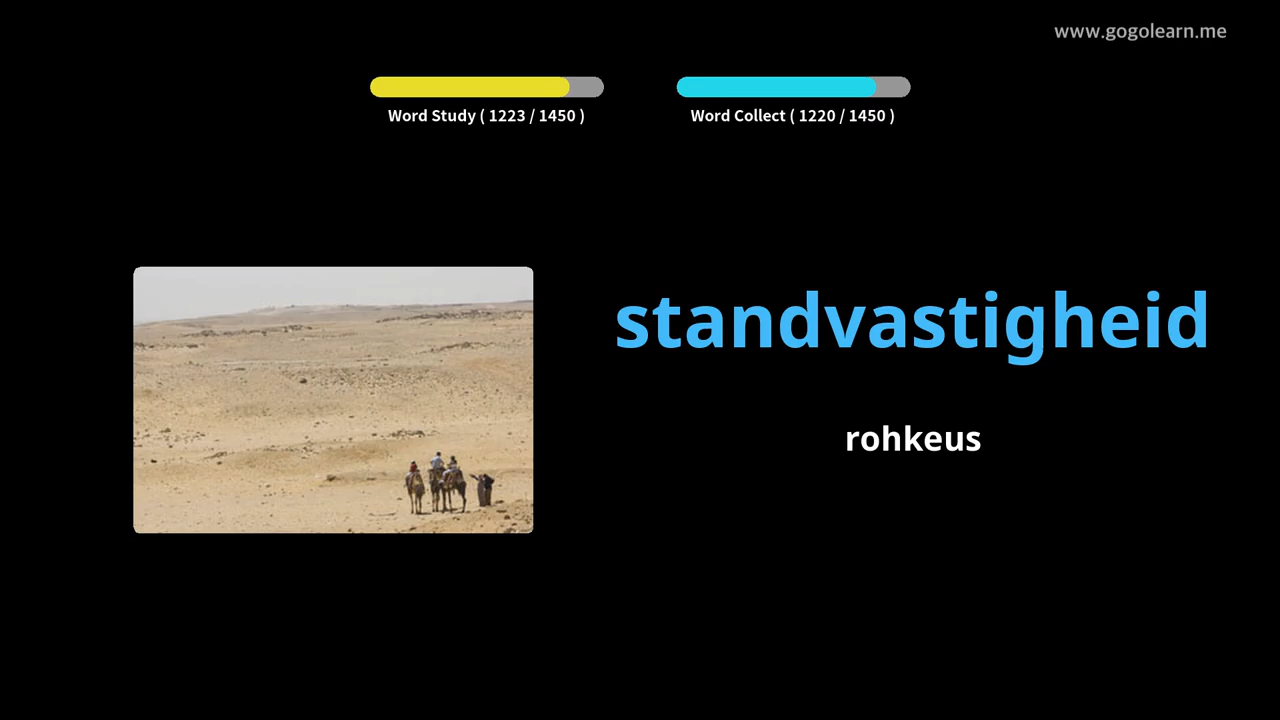 www.gogolearn.me
Word Study ( 1223 / 1450 )
Word Collect ( 1220 / 1450 )
standvastigheid
rohkeus